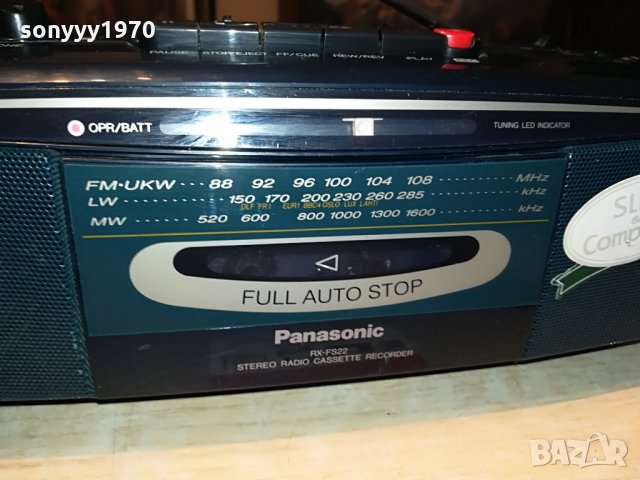 sonyyy1970
PAUSE STOP/EJECT FF/CUE REW/REV PLAY
OPR/BATT TUNING LED INDICATOR
FM•UKW 88 92 96 100 104 108 MHz
LW 150 170 200 230 260 285 kHz
DLF FR1 EUR1 BBC4 OSLO LUX LAHTI
MW 520 600 800 1000 1300 1600 kHz
FULL AUTO STOP
Panasonic
RX-FS22
STEREO RADIO CASSETTE RECORDER
BAZAR